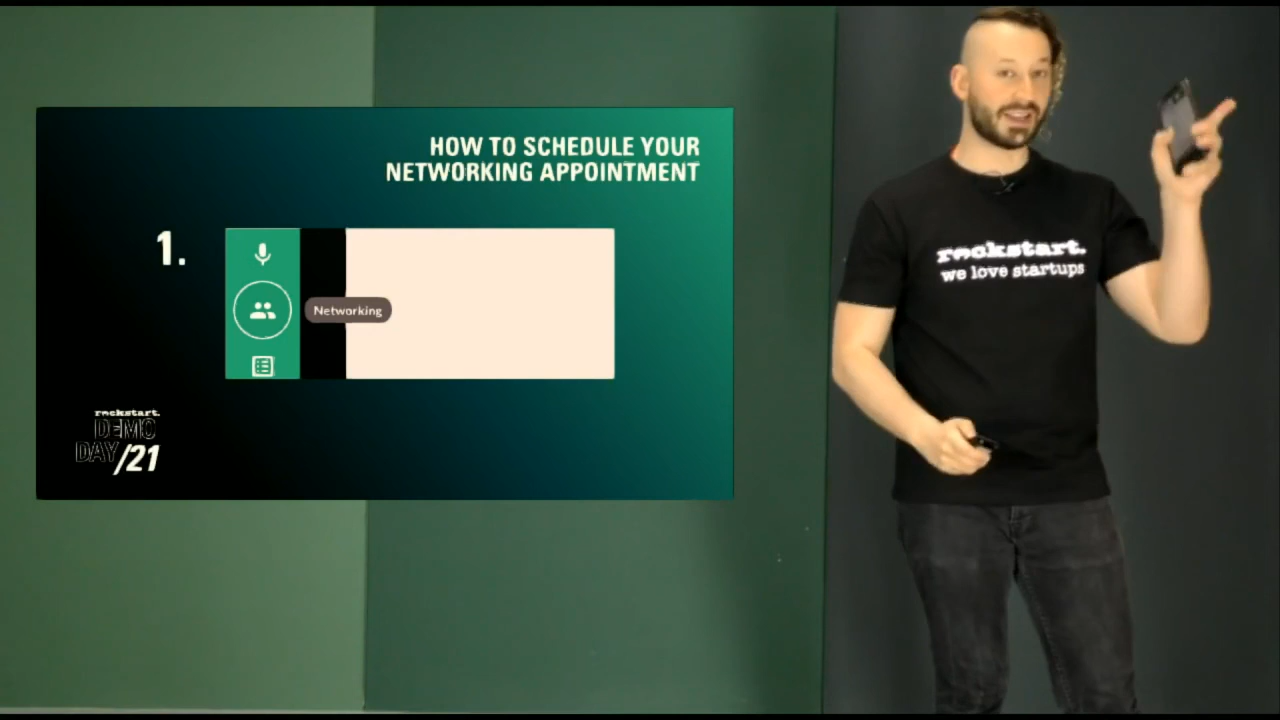 HOW TO SCHEDULE YOUR
NETWORKING APPOINTMENT
1.
Networking
rockstart.
DEMO
DAY/21
rockstart.
we love startups